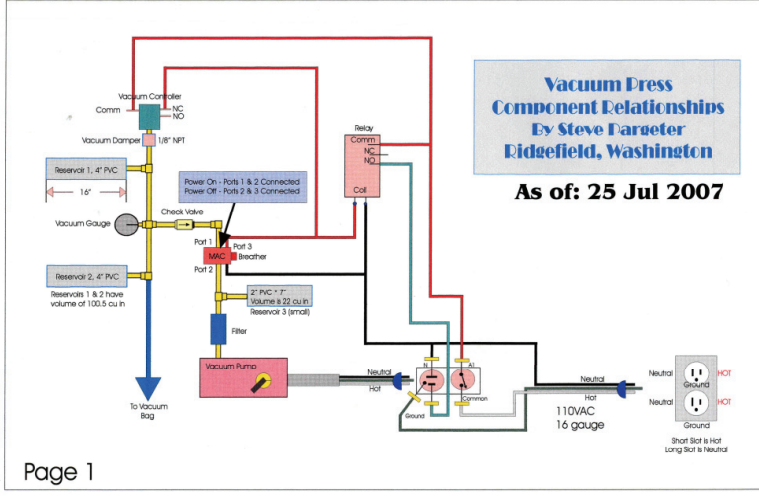 Vacuum Press
Component Relationships
By Steve Pargeter
Ridgefield, Washington
As of: 25 Jul 2007
Vacuum Controller
Comm
NC
NO
Vacuum Damper
1/8" NPT
Reservoir 1, 4" PVC
16"
Vacuum Gauge
Check Valve
Power On - Ports 1 & 2 Connected
Power Off - Ports 2 & 3 Connected
Relay
Comm
NC
NO
Coil
Port 1
Port 3
MAC
Breather
Port 2
Reservoir 2, 4" PVC
Reservoirs 1 & 2 have
volume of 100.5 cu in
2" PVC * 7"
Volume is 22 cu in
Reservoir 3 (small)
Filter
Vacuum Pump
Neutral
Hot
N
A1
Common
Ground
Neutral
Hot
110VAC
16 gauge
Neutral
HOT
Ground
Neutral
HOT
Ground
Short Slot is Hot
Long Slot is Neutral
To Vacuum
Bag
Page 1